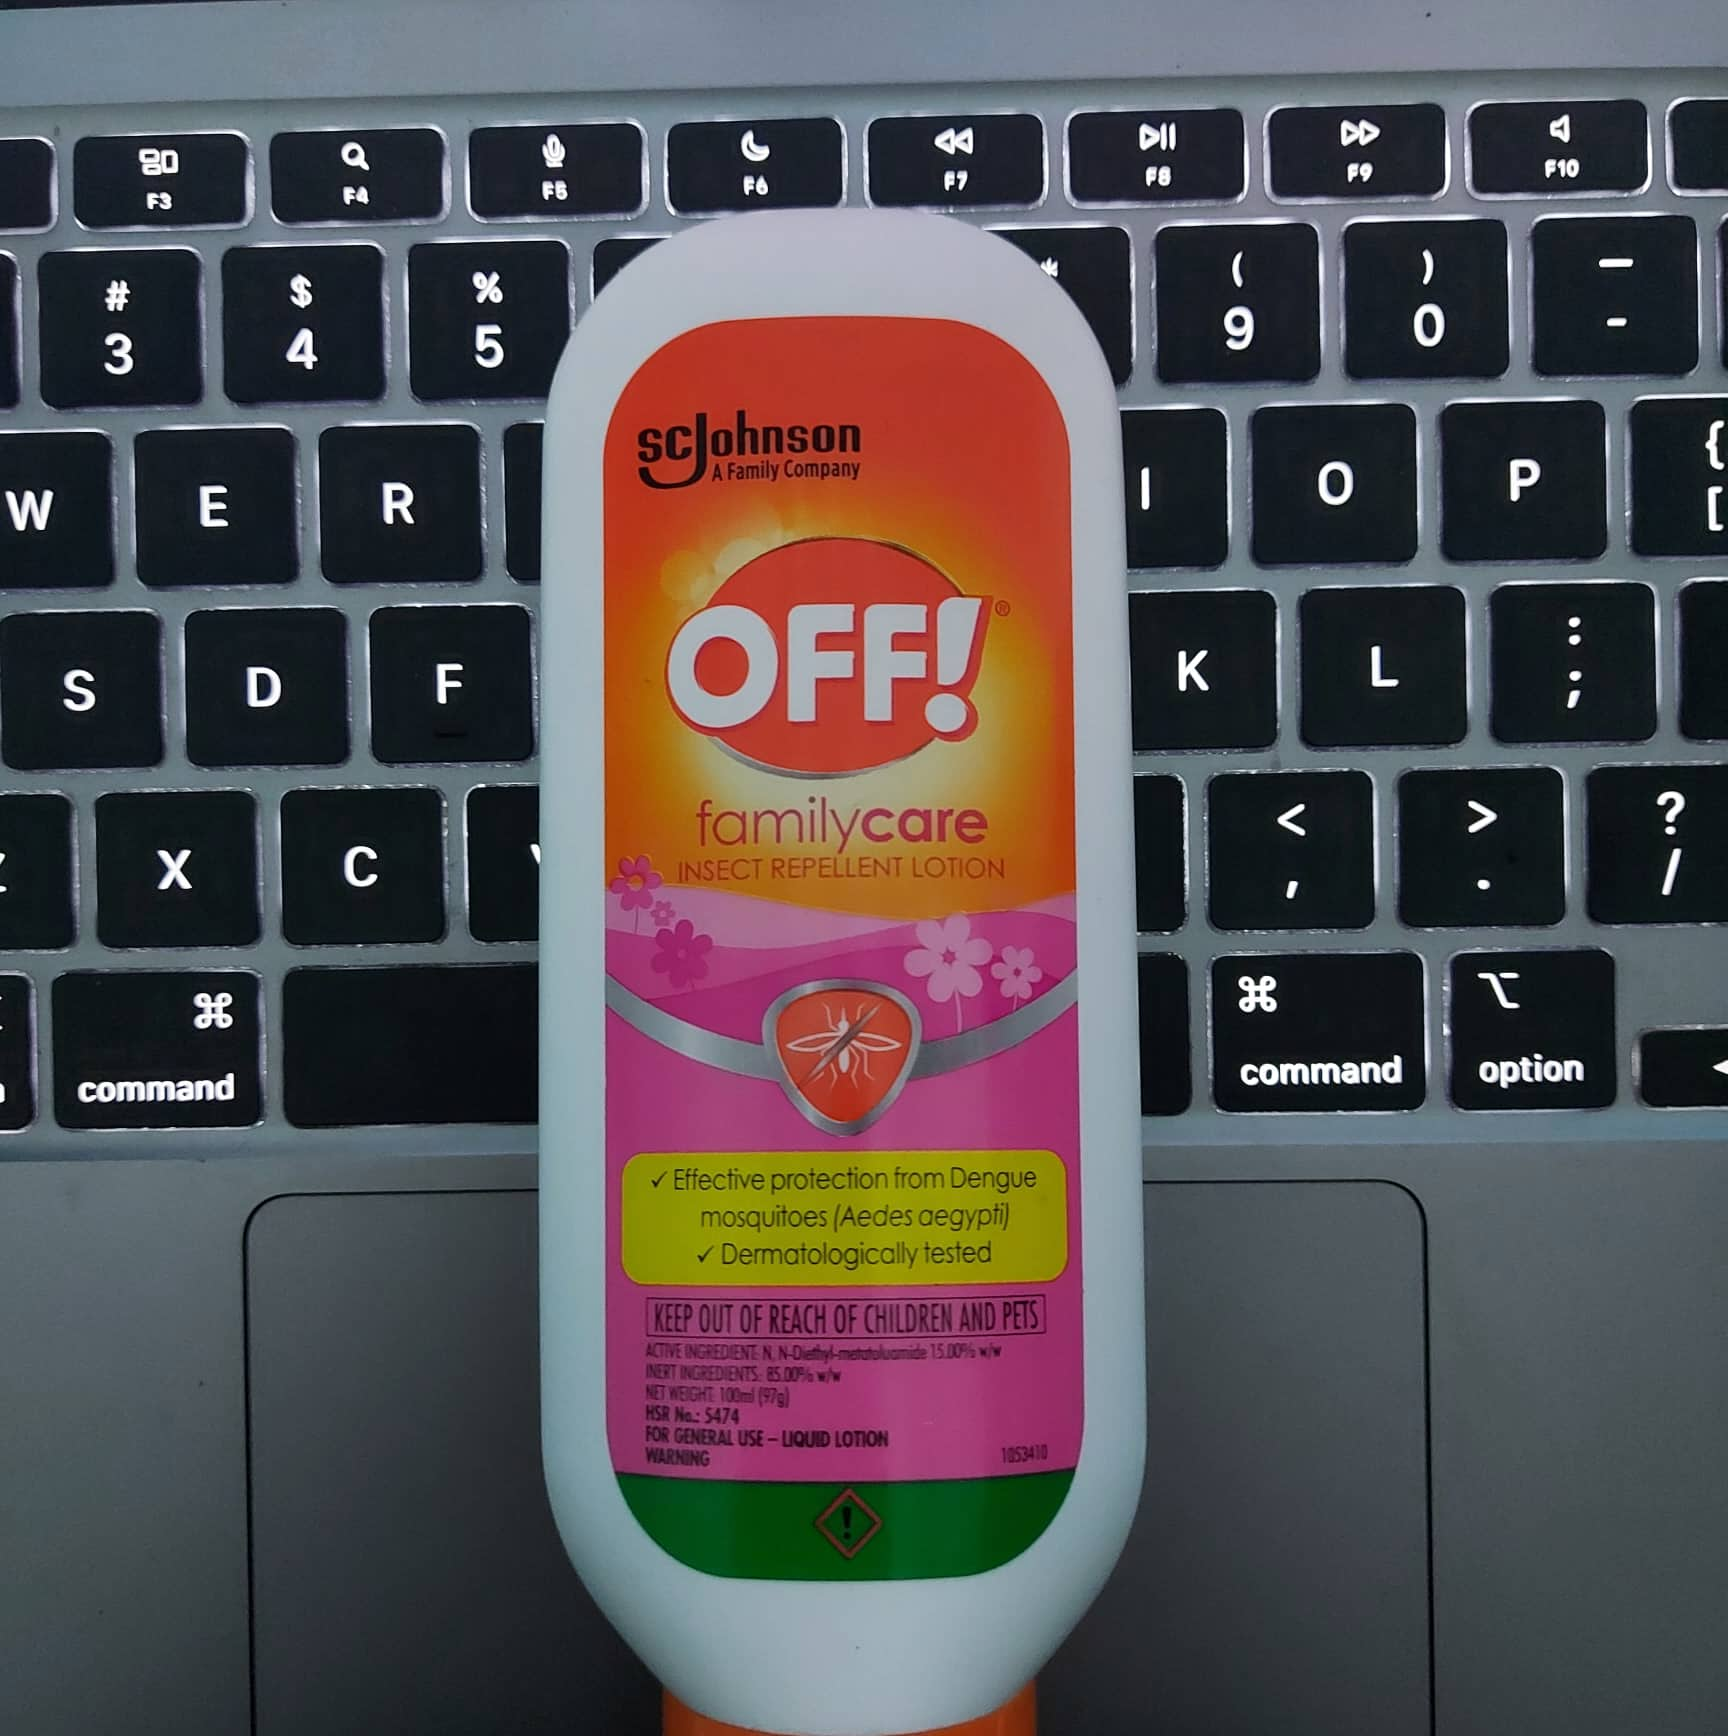 F3 F4 F5 F6 F7 F8 F9 F10
# $ % * ( ) — 
3 4 5 9 0 -
W E R I O P { [
S D F K L : ;
X C < , > . ? /
command command option
scJohnson
A Family Company
OFF!®
familycare
INSECT REPELLENT LOTION
✓ Effective protection from Dengue
mosquitoes (Aedes aegypti)
✓ Dermatologically tested
KEEP OUT OF REACH OF CHILDREN AND PETS
ACTIVE INGREDIENT: N, N-Diethyl-metatoluamide 15.00% w/w
INERT INGREDIENTS: 85.00% w/w
NET WEIGHT: 100ml (97g)
HSR No.: 5474
FOR GENERAL USE – LIQUID LOTION
WARNING 1053410
!